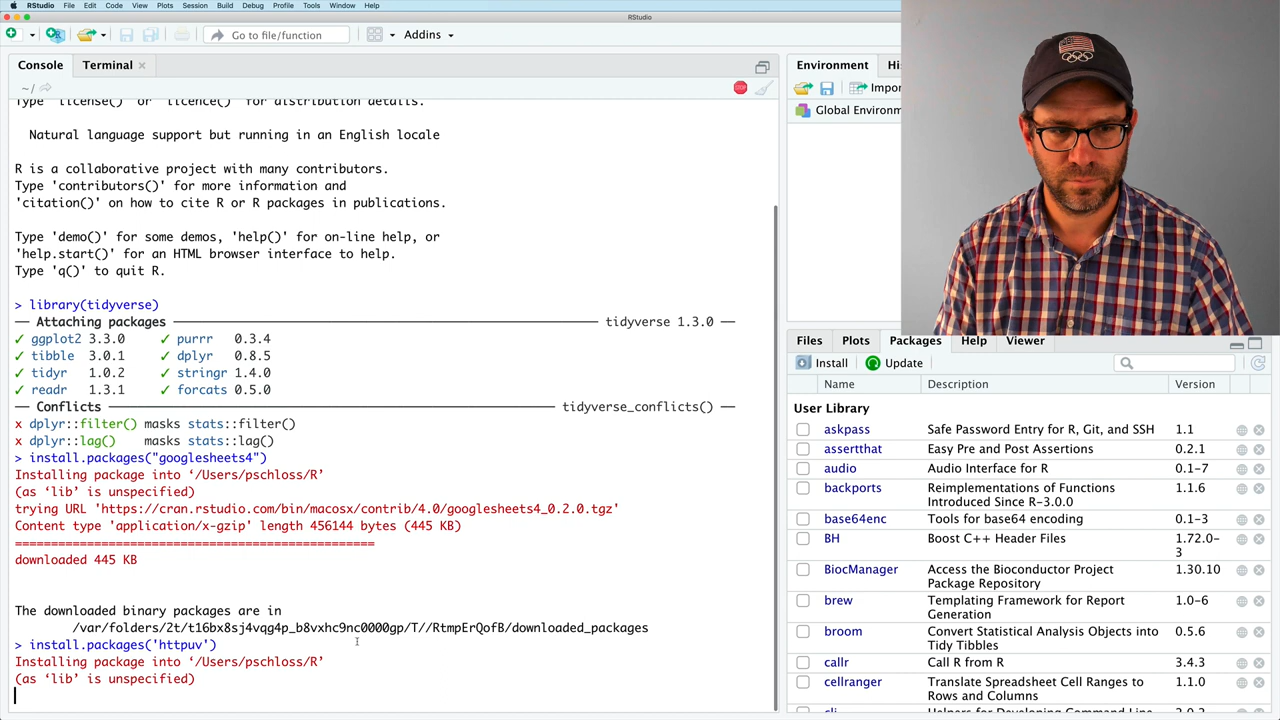 RStudio File Edit Code View Plots Session Build Debug Profile Tools Window Help
RStudio
Go to file/function
Addins
Console Terminal
~/
Type 'license()' or 'licence()' for distribution details.
Natural language support but running in an English locale
R is a collaborative project with many contributors.
Type 'contributors()' for more information and
'citation()' on how to cite R or R packages in publications.
Type 'demo()' for some demos, 'help()' for on-line help, or
'help.start()' for an HTML browser interface to help.
Type 'q()' to quit R.
> library(tidyverse)
── Attaching packages ── tidyverse 1.3.0 ──
✓ ggplot2 3.3.0 ✓ purrr 0.3.4
✓ tibble 3.0.1 ✓ dplyr 0.8.5
✓ tidyr 1.0.2 ✓ stringr 1.4.0
✓ readr 1.3.1 ✓ forcats 0.5.0
── Conflicts ── tidyverse_conflicts() ──
x dplyr::filter() masks stats::filter()
x dplyr::lag() masks stats::lag()
> install.packages("googlesheets4")
Installing package into ‘/Users/pschloss/R’
(as ‘lib’ is unspecified)
trying URL 'https://cran.rstudio.com/bin/macosx/contrib/4.0/googlesheets4_0.2.0.tgz'
Content type 'application/x-gzip' length 456144 bytes (445 KB)
==================================================
downloaded 445 KB
The downloaded binary packages are in
/var/folders/2t/t16bx8sj4vqg4p_b8vxhc9nc0000gp/T//RtmpErQofB/downloaded_packages
> install.packages('httpuv')
Installing package into ‘/Users/pschloss/R’
(as ‘lib’ is unspecified)
Environment
Global
Files Plots Packages Help Viewer
Install Update
Name Description Version
User Library
askpass Safe Password Entry for R, Git, and SSH 1.1
assertthat Easy Pre and Post Assertions 0.2.1
audio Audio Interface for R 0.1-7
backports Reimplementations of Functions 1.1.6
Introduced Since R-3.0.0
base64enc Tools for base64 encoding 0.1-3
BH Boost C++ Header Files 1.72.0-
3
BiocManager Access the Bioconductor Project 1.30.10
Package Repository
brew Templating Framework for Report 1.0-6
Generation
broom Convert Statistical Analysis Objects into 0.5.6
Tidy Tibbles
callr Call R from R 3.4.3
cellranger Translate Spreadsheet Cell Ranges to 1.1.0
Rows and Columns